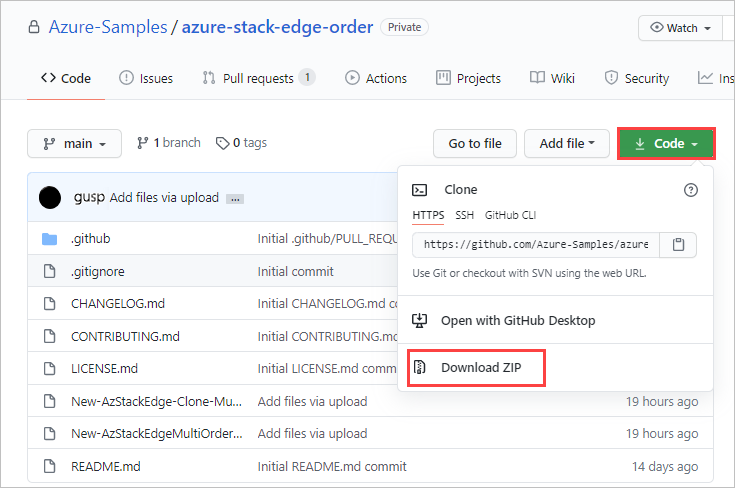 Azure-Samples / azure-stack-edge-order Private Watch
Code Issues Pull requests 1 Actions Projects Wiki Security Ins
main 1 branch 0 tags Go to file Add file Code
gusp Add files via upload ...
Clone
HTTPS SSH GitHub CLI
https://github.com/Azure-Samples/azure
Use Git or checkout with SVN using the web URL.
Open with GitHub Desktop
Download ZIP
.github Initial .github/PULL_REQU
.gitignore Initial commit
CHANGELOG.md Initial CHANGELOG.md
CONTRIBUTING.md Initial CONTRIBUTING.m
LICENSE.md Initial LICENSE.md comm
New-AzStackEdge-Clone-Mu... Add files via upload 19 hours ago
New-AzStackEdgeMultiOrder... Add files via upload 19 hours ago
README.md Initial README.md commit 14 days ago